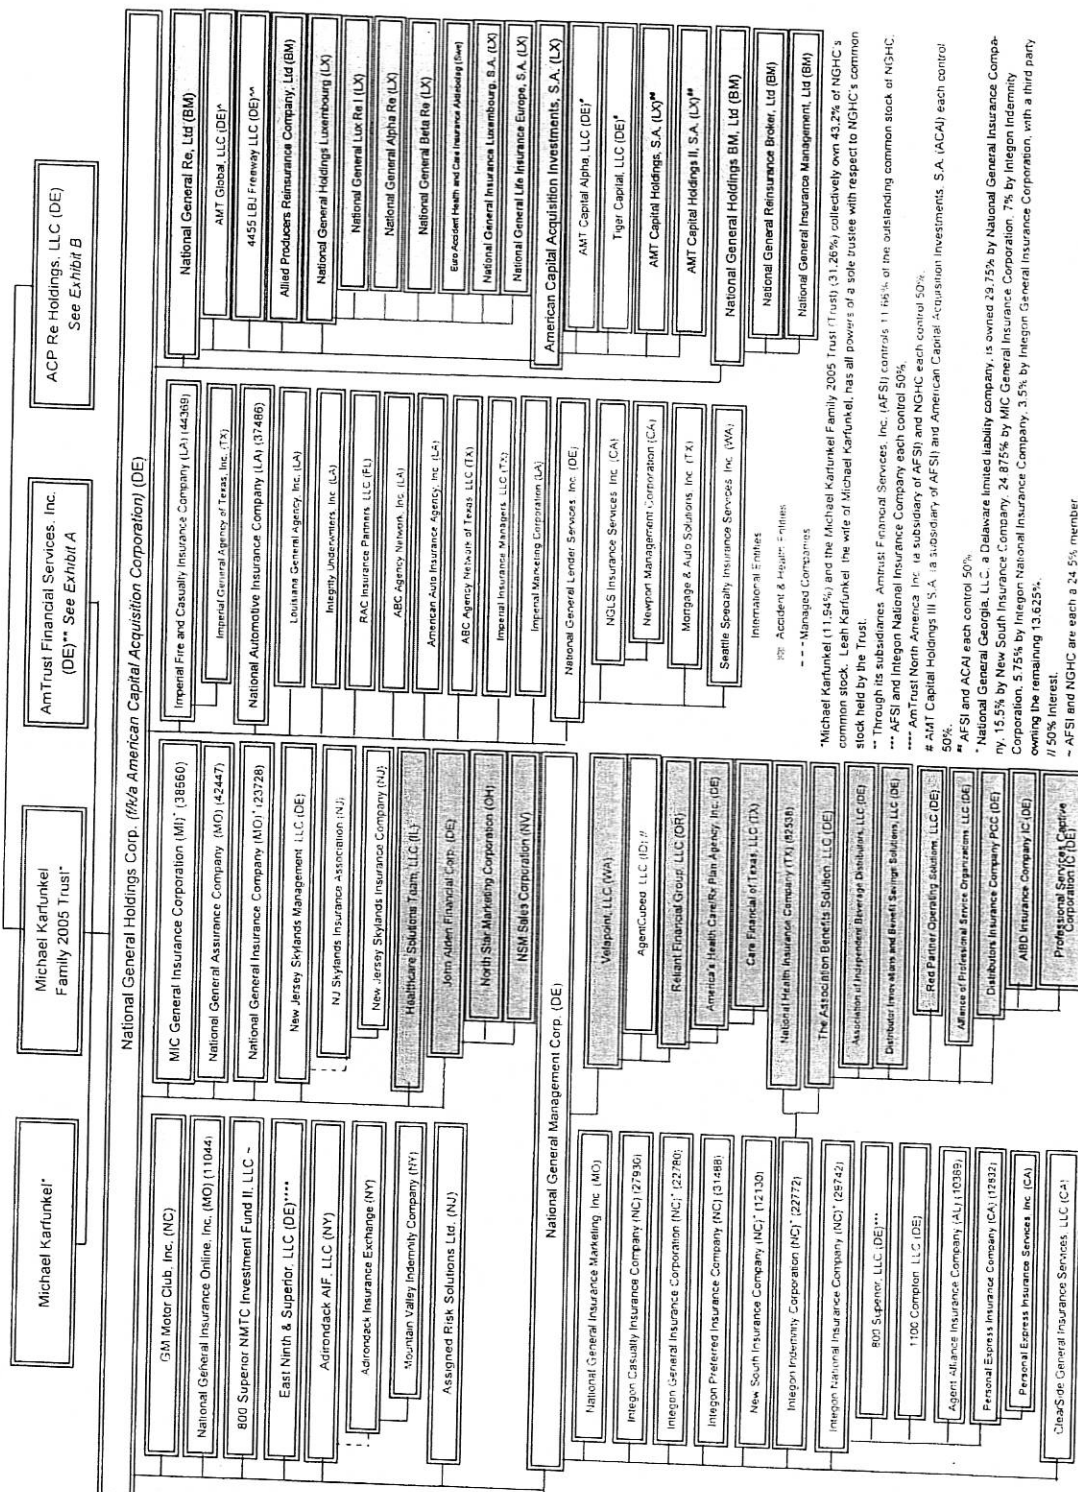 Michael Karfunkel*
Michael Karfunkel
Family 2005 Trust*
AmTrust Financial Services, Inc.
(DE)** See Exhibit A
ACP Re Holdings, LLC (DE)
See Exhibit B
National General Holdings Corp. (f/k/a American Capital Acquisition Corporation) (DE)
GM Motor Club, Inc. (NC)
National General Insurance Online, Inc. (MO) (11044)
800 Superior NMTC Investment Fund II, LLC ~
East Ninth & Superior, LLC (DE)****
Adirondack AIF, LLC (NY)
Adirondack Insurance Exchange (NY)
Mountain Valley Indemnity Company (NY)
Assigned Risk Solutions Ltd. (NJ)
MIC General Insurance Corporation (MI)* (38660)
National General Assurance Company (MO) (42447)
National General Insurance Company (MO)* (23728)
New Jersey Skylands Management LLC (DE)
NJ Skylands Insurance Association (NJ)
New Jersey Skylands Insurance Company (NJ)
Healthcare Solutions Team, LLC (IL)
John Alden Financial Corp. (DE)
North Star Marketing Corporation (OH)
NSM Sales Corporation (NV)
National General Management Corp. (DE)
National General Insurance Marketing Inc (MO)
Integon Casualty Insurance Company (NC) (27930)
Integon General Insurance Corporation (NC)* (22780)
Integon Preferred Insurance Company (NC) (31488)
New South Insurance Company (NC)* (12130)
Integon Indemnity Corporation (NC)* (22772)
Integon National Insurance Company (NC)* (29742)
800 Superior, LLC (DE)***
1100 Compton LLC (DE)
Agent Alliance Insurance Company (AL) (10389)
Personal Express Insurance Company (CA) (12832)
Personal Express Insurance Services Inc (CA)
ClearSide General Insurance Services, LLC (CA)
Velapoint, LLC (WA)
AgentCubed, LLC (ID) //
Reliant Financial Group, LLC (OR)
America's Health Care/Rx Plan Agency Inc. (DE)
Care Financial of Texas, LLC (TX)
National Health Insurance Company (TX) (82538)
The Association Benefits Solution, LLC (DE)
Association of Independent Beverage Distributors, LLC (DE)
Distributor Innovations and Benefit Savings Solutions, LLC (DE)
Red Partner Operating Solutions, LLC (DE)
Alliance of Professional Service Organizations, LLC (DE)
Distributors Insurance Company PCC (DE)
AIBD Insurance Company IC (DE)
Professional Services Captive
Corporation IC (DE)
Imperial Fire and Casualty Insurance Company (LA) (44369)
Imperial General Agency of Texas, Inc. (TX)
National Automotive Insurance Company (LA) (37486)
Louisiana General Agency, Inc. (LA)
Integrity Underwriters, Inc (LA)
RAC Insurance Partners, LLC (FL)
ABC Agency Network, Inc. (LA)
American Auto Insurance Agency, Inc. (LA)
ABC Agency Network of Texas, LLC (TX)
Imperial Insurance Managers, LLC (TX)
Imperial Marketing Corporation (LA)
National General Lender Services, Inc. (DE)
NGLS Insurance Services Inc. (CA)
Newport Management Corporation (CA)
Mortgage & Auto Solutions Inc (TX)
Seattle Specialty Insurance Services Inc. (WA)
International Entities
Accident & Health Entities
- - - Managed Companies
National General Re, Ltd (BM)
AMT Global, LLC (DE)^
4455 LBJ Freeway LLC (DE)^^
Allied Producers Reinsurance Company, Ltd (BM)
National General Holdings Luxembourg (LX)
National General Lux Re I (LX)
National General Alpha Re (LX)
National General Beta Re (LX)
Euro Accident Health and Care Insurance Aktiebolag (Swe)
National General Insurance Luxembourg, S.A. (LX)
National General Life Insurance Europe, S.A. (LX)
American Capital Acquisition Investments, S.A. (LX)
AMT Capital Alpha, LLC (DE)#
Tiger Capital, LLC (DE)#
AMT Capital Holdings, S.A. (LX)##
AMT Capital Holdings II, S.A. (LX)##
National General Holdings BM, Ltd (BM)
National General Reinsurance Broker, Ltd (BM)
National General Insurance Management, Ltd (BM)
*Michael Karfunkel (11.94%) and the Michael Karfunkel Family 2005 Trust (Trust) (31.26%) collectively own 43.2% of NGHC's
common stock. Leah Karfunkel, the wife of Michael Karfunkel, has all powers of a sole trustee with respect to NGHC's common
stock held by the Trust.
** Through its subsidiaries, Amtrust Financial Services, Inc. (AFSI) controls 11.66% of the outstanding common stock of NGHC.
*** AFSI and Integon National Insurance Company each control 50%.
**** AmTrust North America Inc. (a subsidiary of AFSI) and NGHC each control 50%.
# AMT Capital Holdings III S.A. (a subsidiary of AFSI) and American Capital Acquisition Investments, S.A. (ACAI) each control
50%.
## AFSI and ACAI each control 50%.
^ National General Georgia, LLC, a Delaware limited liability company, is owned 29.75% by National General Insurance Compa-
ny, 15.5% by New South Insurance Company, 24.875% by MIC General Insurance Corporation, 7% by Integon Indemnity
Corporation, 5.75% by Integon National Insurance Company, 3.5% by Integon General Insurance Corporation, with a third party
owning the remaining 13.625%.
// 50% Interest.
~ AFSI and NGHC are each a 24.5% member